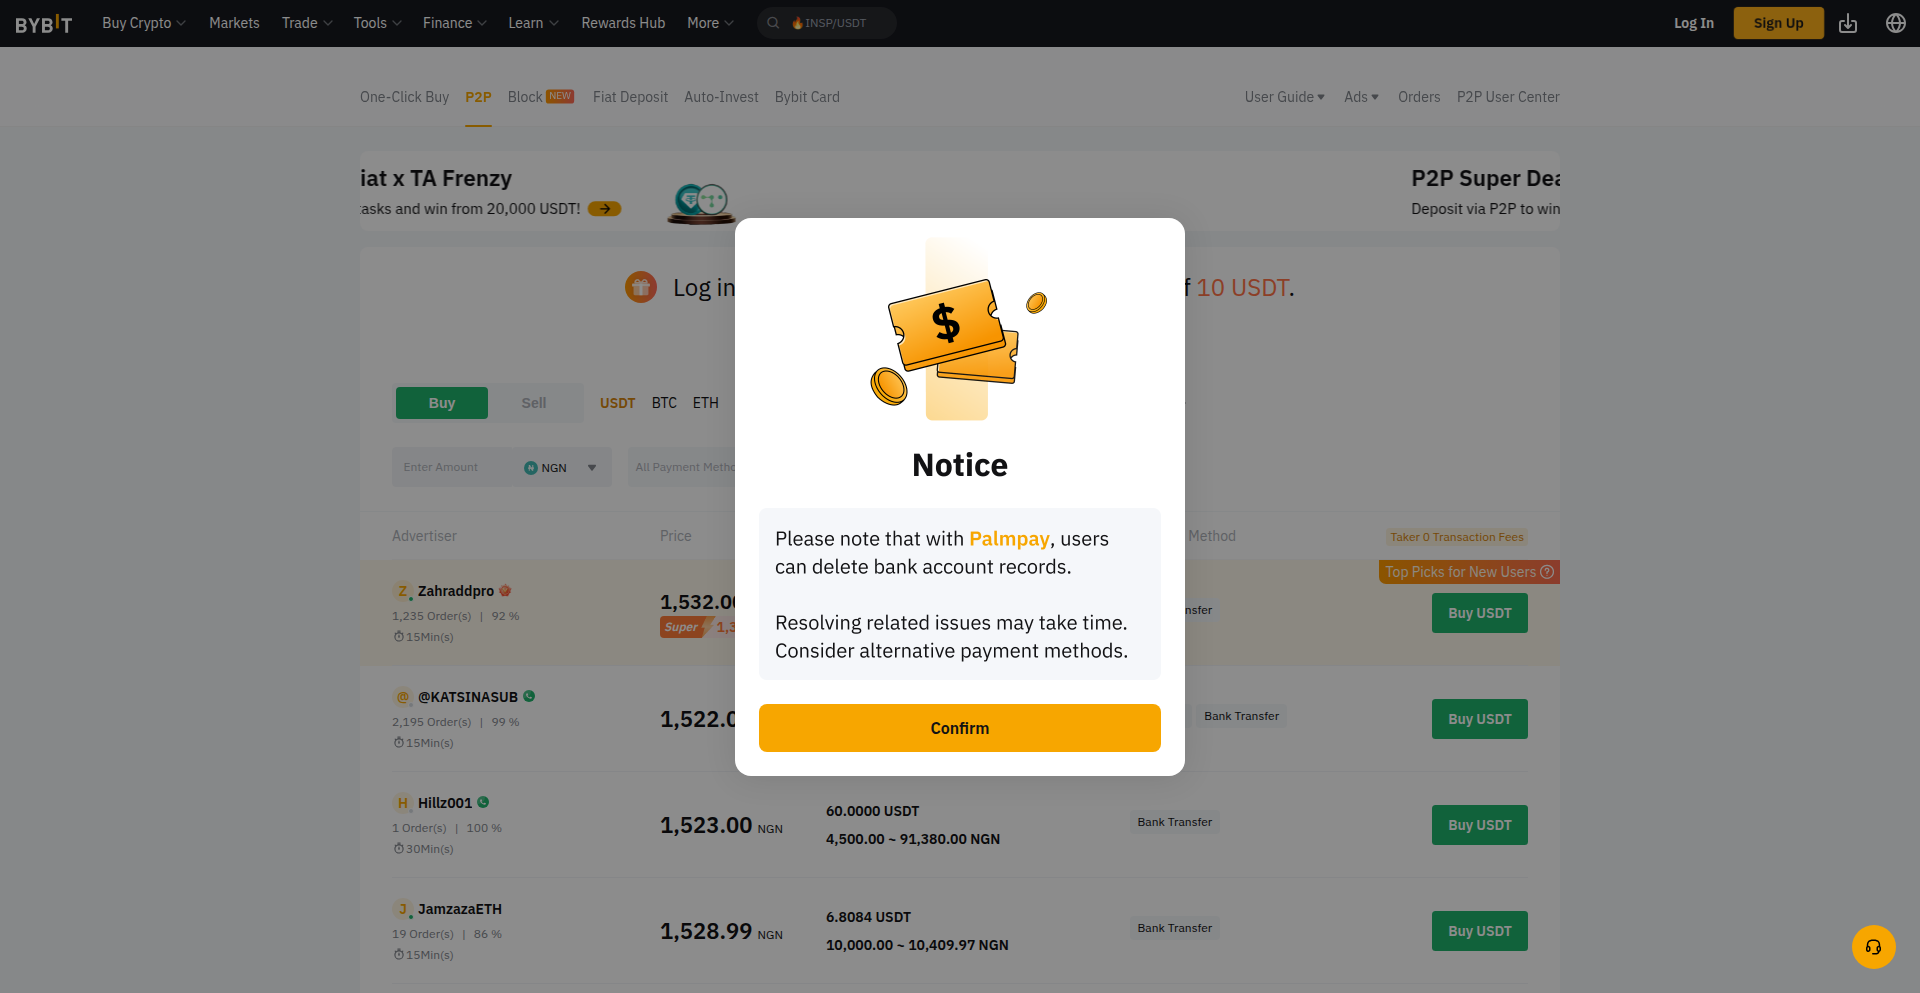 BYBIT Buy Crypto Markets Trade Tools Finance Learn Rewards Hub More INSP/USDT Log In Sign Up
One-Click Buy P2P Block NEW Fiat Deposit Auto-Invest Bybit Card User Guide Ads Orders P2P User Center
iat x TA Frenzy P2P Super Dea
asks and win from 20,000 USDT! Deposit via P2P to win
Log in f 10 USDT.
Buy Sell USDT BTC ETH
Enter Amount NGN All Payment Metho
Advertiser Price Method Taker 0 Transaction Fees
Top Picks for New Users
Z Zahraddpro
1,235 Order(s) | 92 %
15Min(s)
1,532.0
Super 1,3
nsfer
Buy USDT
@ @KATSINASUB
2,195 Order(s) | 99 %
15Min(s)
1,522.0
Bank Transfer
Buy USDT
H Hillz001
1 Order(s) | 100 %
30Min(s)
1,523.00 NGN
60.0000 USDT
4,500.00 ~ 91,380.00 NGN
Bank Transfer
Buy USDT
J JamzazaETH
19 Order(s) | 86 %
15Min(s)
1,528.99 NGN
6.8084 USDT
10,000.00 ~ 10,409.97 NGN
Bank Transfer
Buy USDT
$
Notice
Please note that with Palmpay, users
can delete bank account records.
Resolving related issues may take time.
Consider alternative payment methods.
Confirm